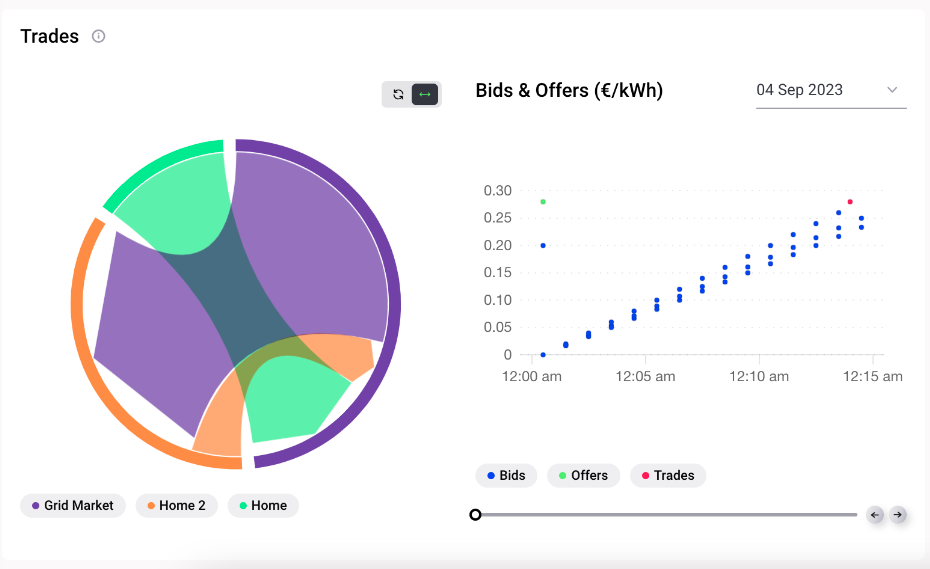 Trades
Bids & Offers (€/kWh)
04 Sep 2023
0.30
0.25
0.20
0.15
0.10
0.05
0
12:00 am 12:05 am 12:10 am 12:15 am
Bids Offers Trades
Grid Market Home 2 Home